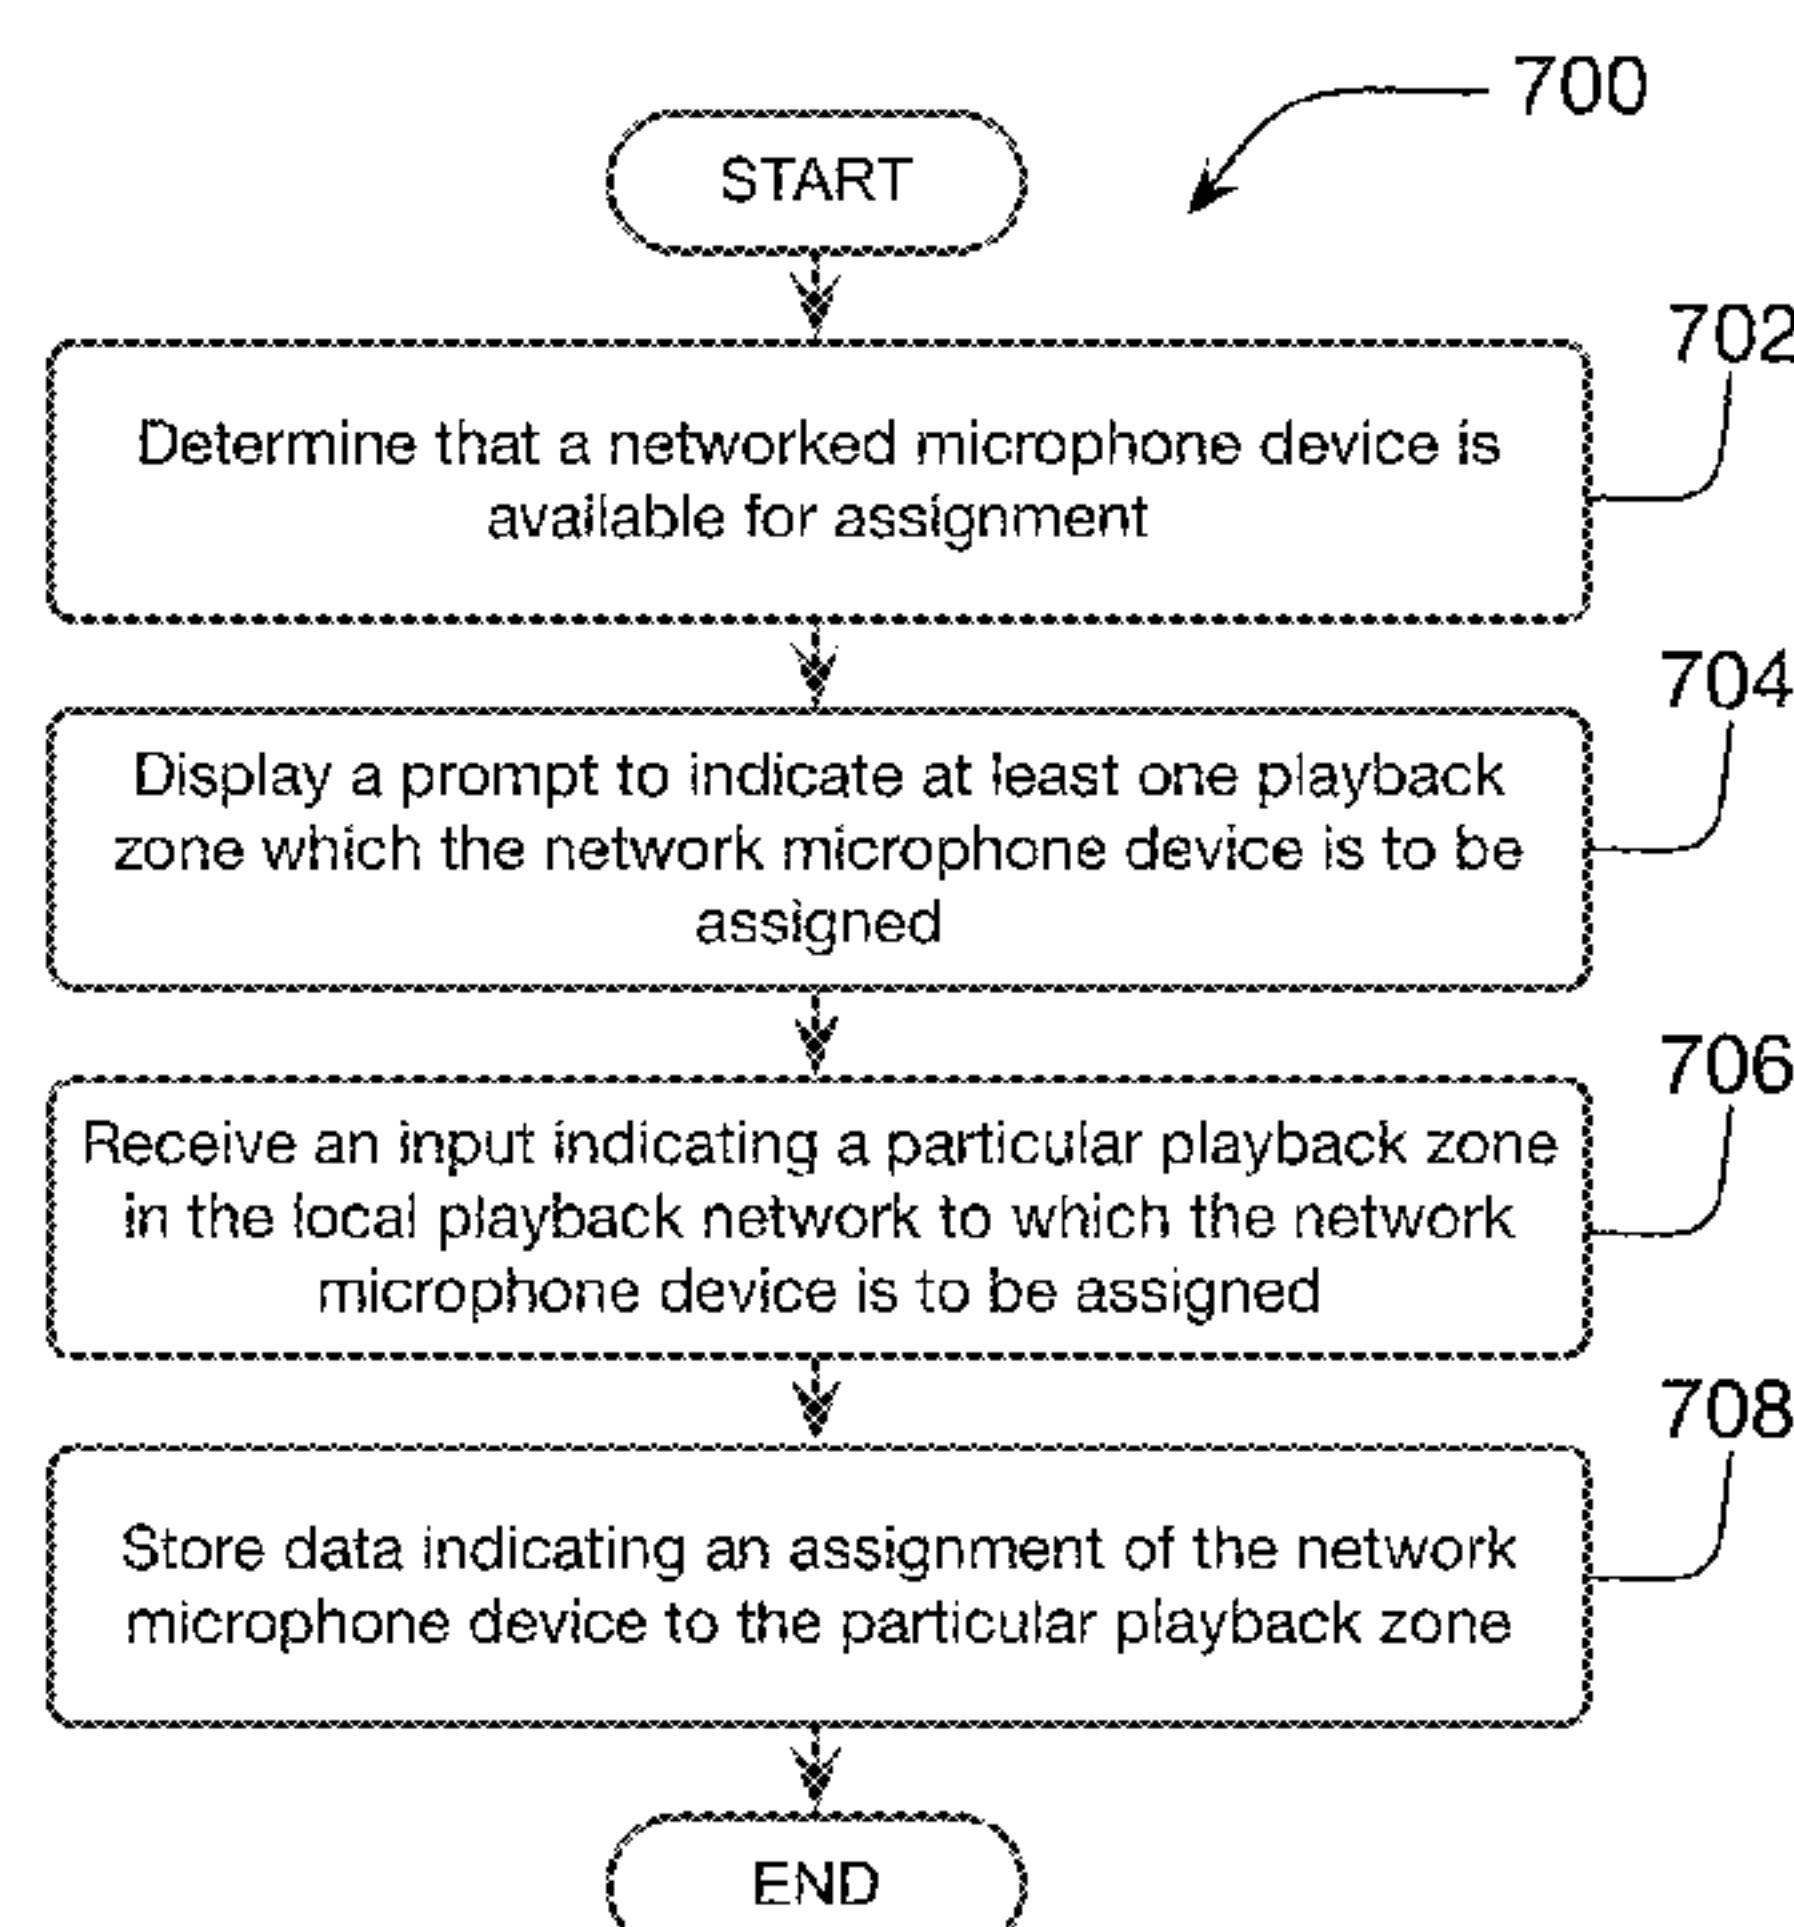 700
START
702
Determine that a networked microphone device is
available for assignment
704
Display a prompt to indicate at least one playback
zone which the network microphone device is to be
assigned
706
Receive an input indicating a particular playback zone
in the local playback network to which the network
microphone device is to be assigned
708
Store data indicating an assignment of the network
microphone device to the particular playback zone
END